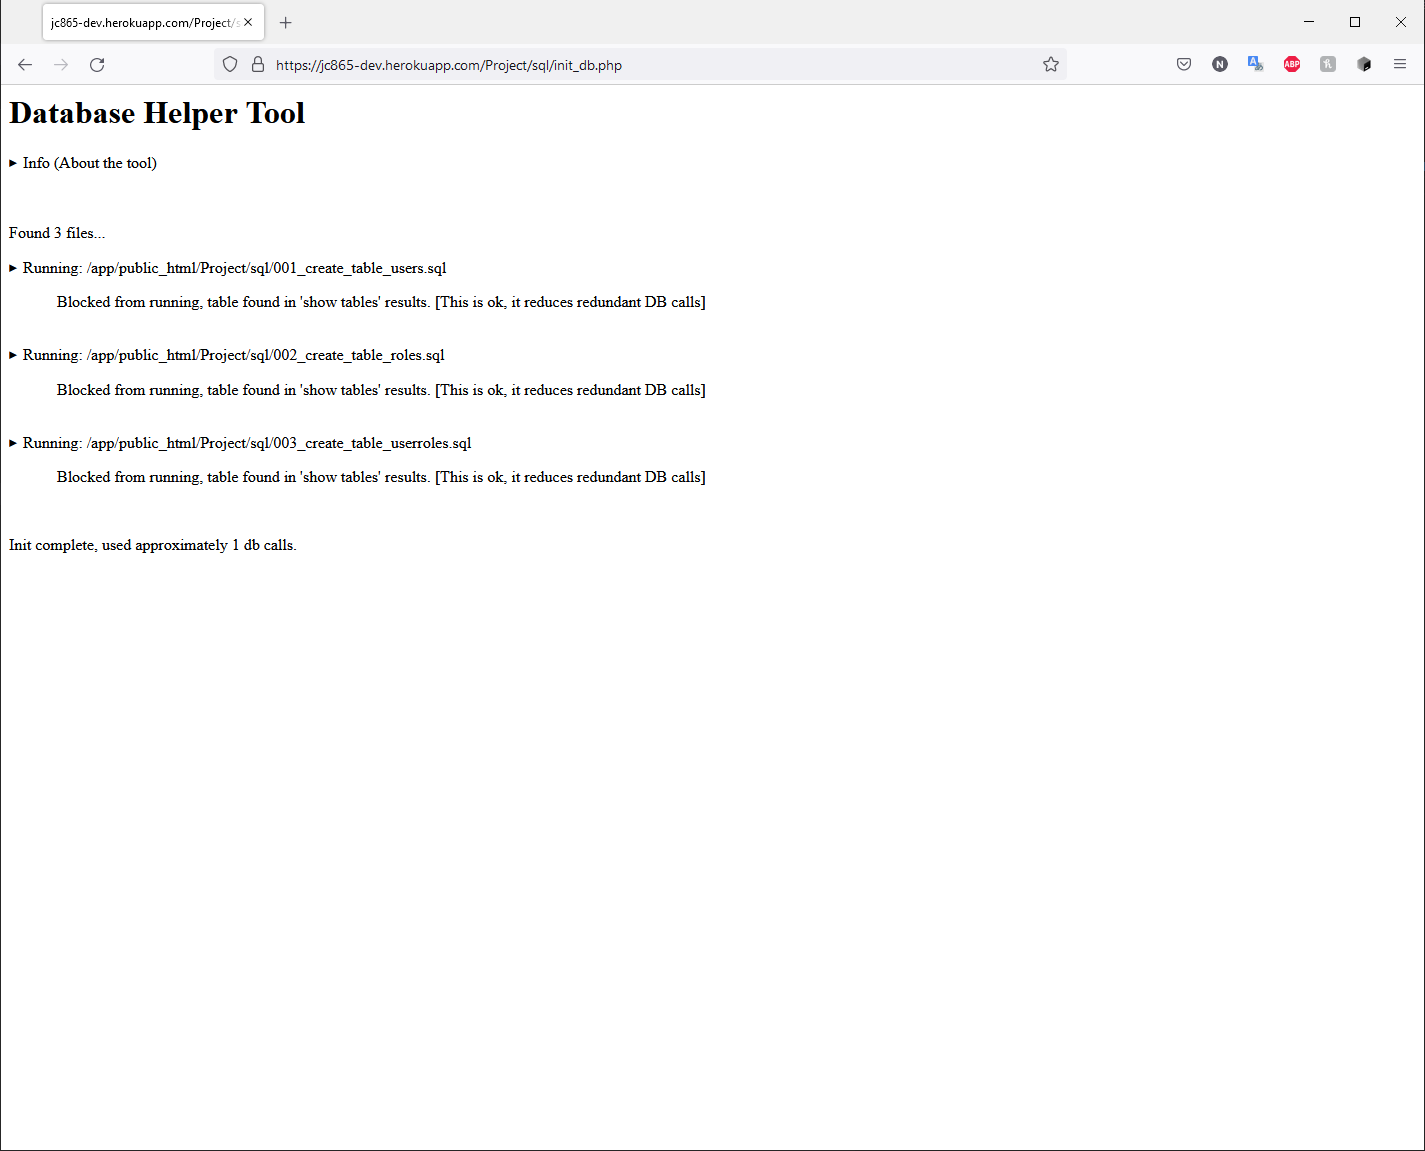 jc865-dev.herokuapp.com/Project/s
https://jc865-dev.herokuapp.com/Project/sql/init_db.php
N
A
ABP
Database Helper Tool
Info (About the tool)
Found 3 files...
Running: /app/public_html/Project/sql/001_create_table_users.sql
Blocked from running, table found in 'show tables' results. [This is ok, it reduces redundant DB calls]
Running: /app/public_html/Project/sql/002_create_table_roles.sql
Blocked from running, table found in 'show tables' results. [This is ok, it reduces redundant DB calls]
Running: /app/public_html/Project/sql/003_create_table_userroles.sql
Blocked from running, table found in 'show tables' results. [This is ok, it reduces redundant DB calls]
Init complete, used approximately 1 db calls.